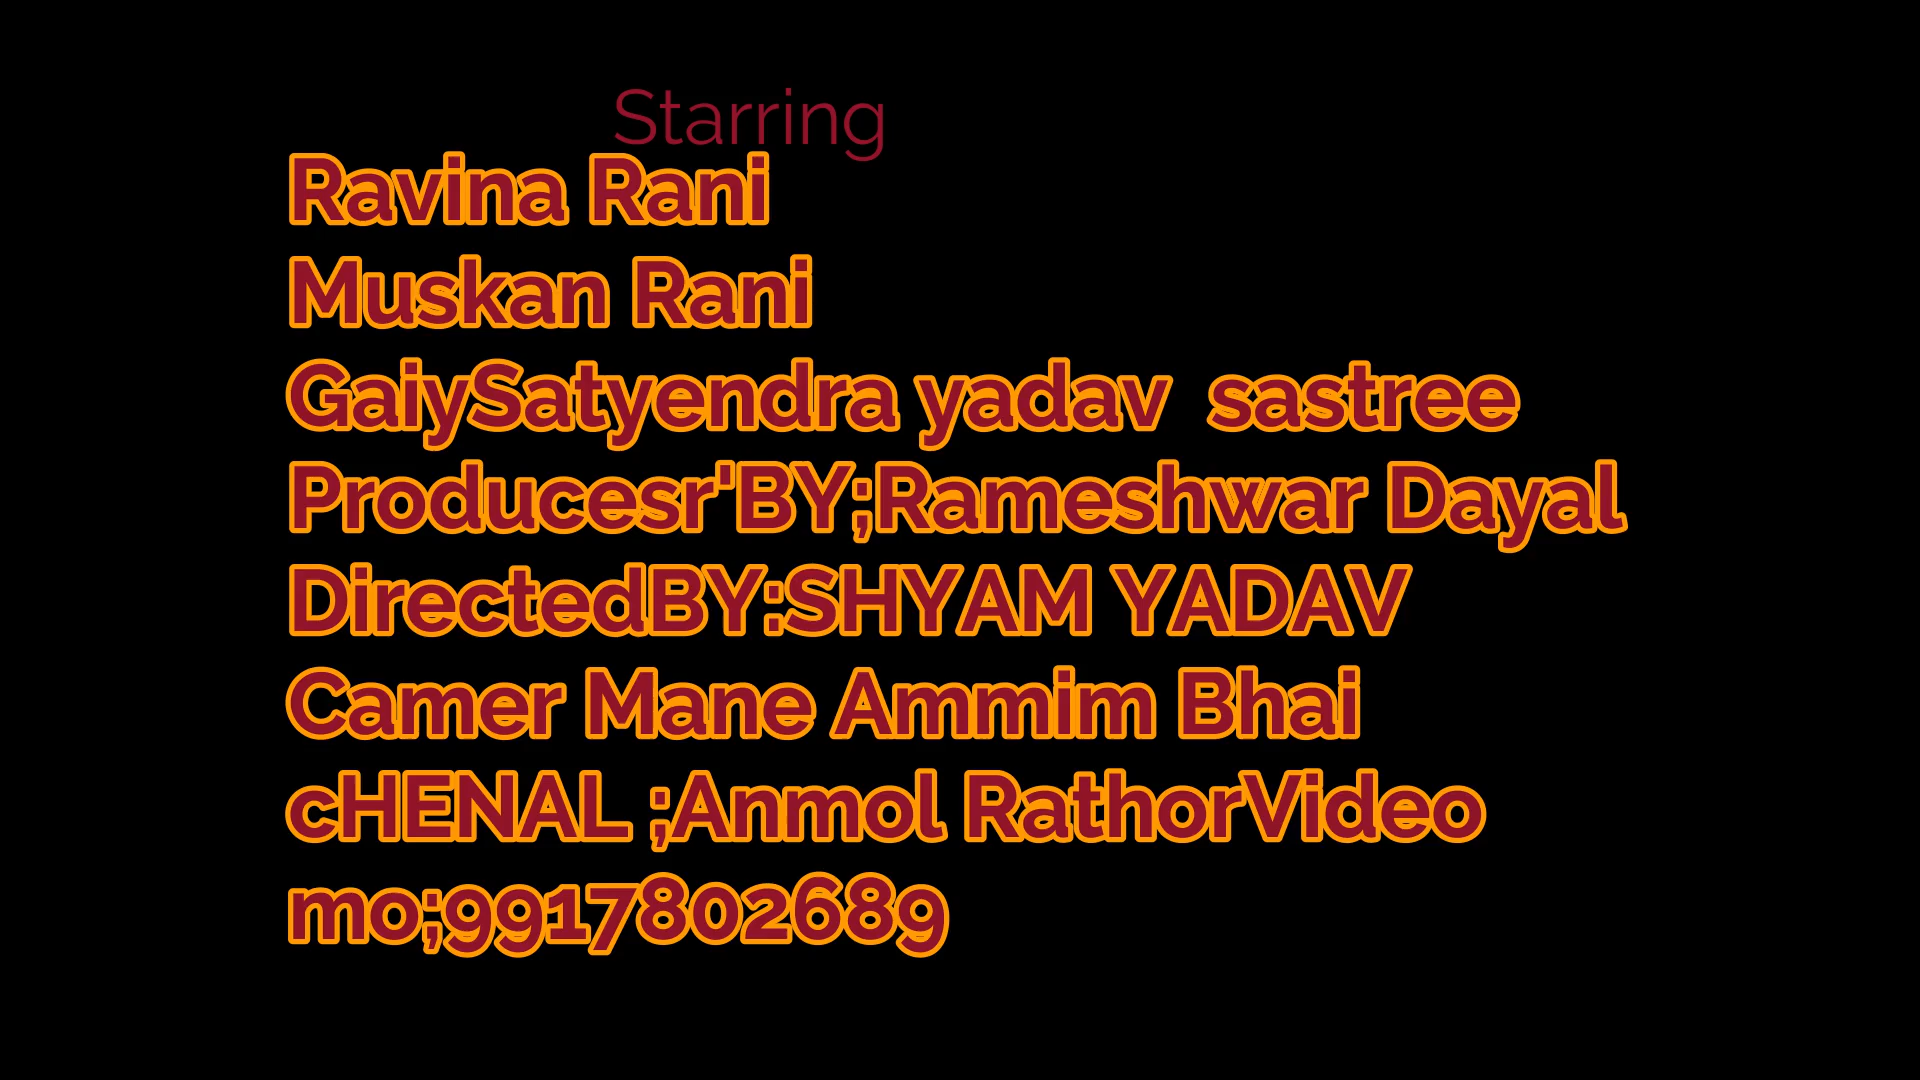 Starring
Ravina Rani
Muskan Rani
GaiySatyendra yadav  sastree
Producesr'BY;Rameshwar Dayal
DirectedBY:SHYAM YADAV
Camer Mane Ammim Bhai
cHENAL ;Anmol RathorVideo
mo;9917802689